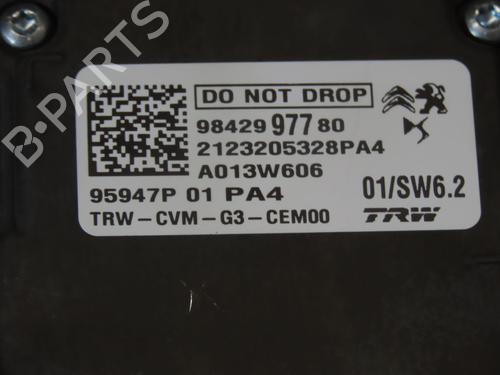 B-PARTS
DO NOT DROP
98429 977 80
2123205328PA4
A013W606
95947P 01 PA4
01/SW6.2
TRW-CVM-G3-CEM00
TRW